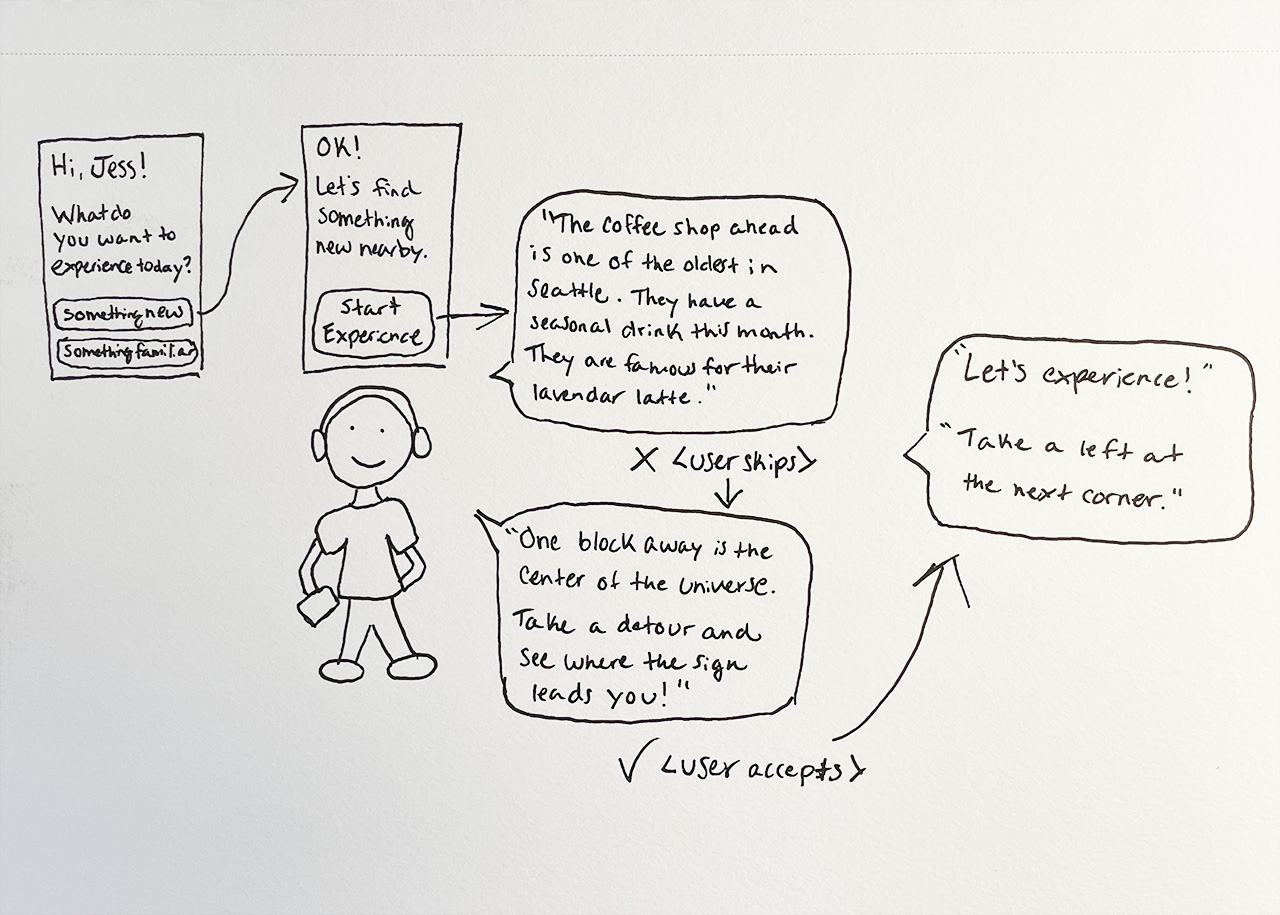 Hi, Jess!
What do
you want to
experience today?
something new
something familiar
OK!
Let's find
something
new nearby.
Start
Experience
"The coffee shop ahead
is one of the oldest in
Seattle. They have a
seasonal drink this month.
They are famous for their
lavendar latte."
X <user skips>
"One block away is the
center of the universe.
Take a detour and
see where the sign
leads you!"
✓ <user accepts>
"Let's experience!"
"Take a left at
the next corner."